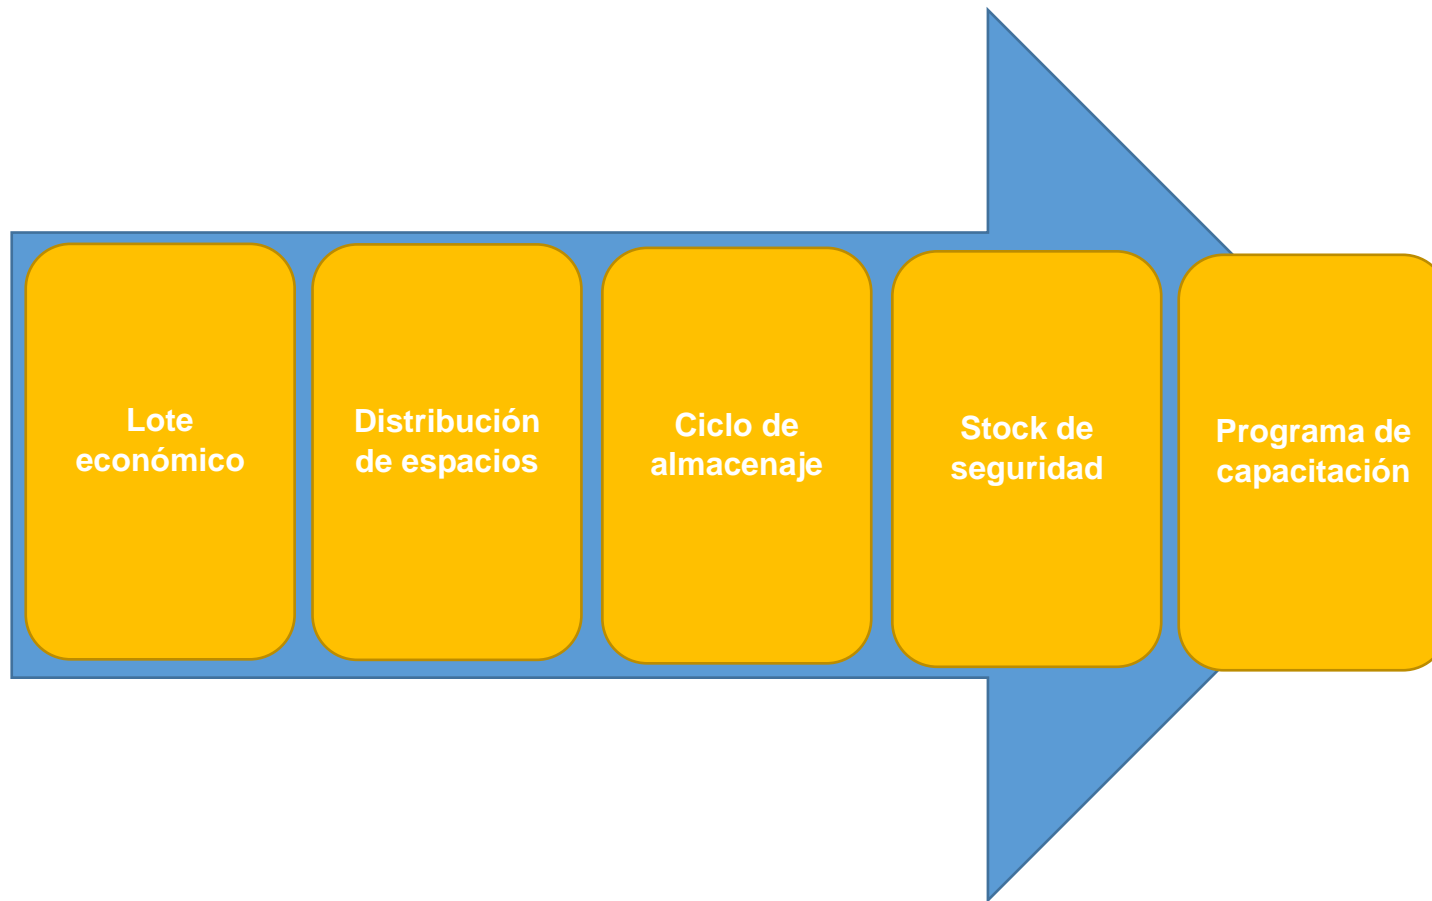 Lote
económico
Distribución
de espacios
Ciclo de
almacenaje
Stock de
seguridad
Programa de
capacitación